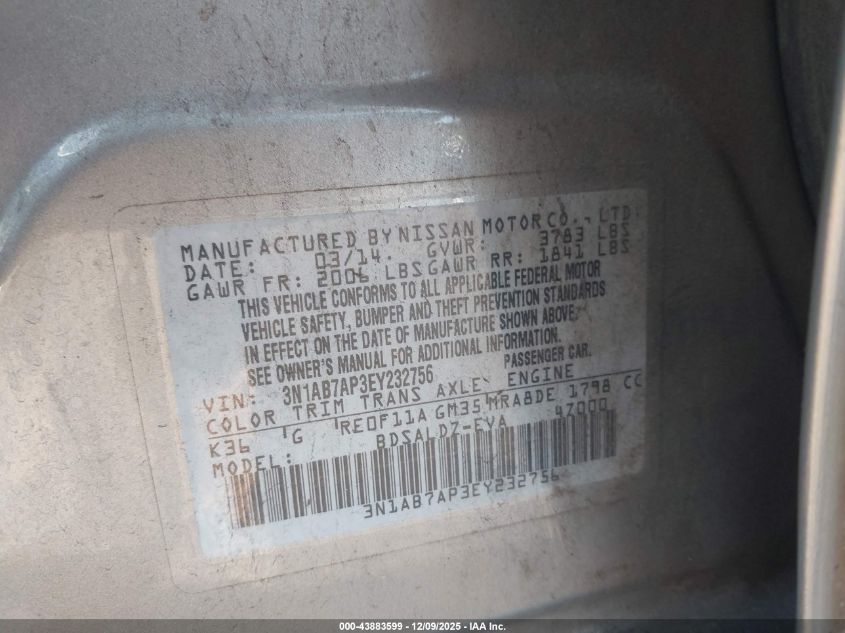 MANUFACTURED BY NISSAN MOTOR CO., LTD.
DATE: 03/14. GVWR: 3783 LBS
GAWR FR: 2006 LBS GAWR RR: 1841 LBS
THIS VEHICLE CONFORMS TO ALL APPLICABLE FEDERAL MOTOR
VEHICLE SAFETY, BUMPER AND THEFT PREVENTION STANDARDS
IN EFFECT ON THE DATE OF MANUFACTURE SHOWN ABOVE.
SEE OWNER'S MANUAL FOR ADDITIONAL INFORMATION.
VIN: 3N1AB7AP3EY232756 PASSENGER CAR.
COLOR TRIM TRANS AXLE ENGINE
K36 G RE0F11A GM35 MRA8DE 1798 CC
MODEL: BDSALDZ-EVA 47000
3N1AB7AP3EY232756
000-43883599 | 12/09/2025 - IAA Inc.